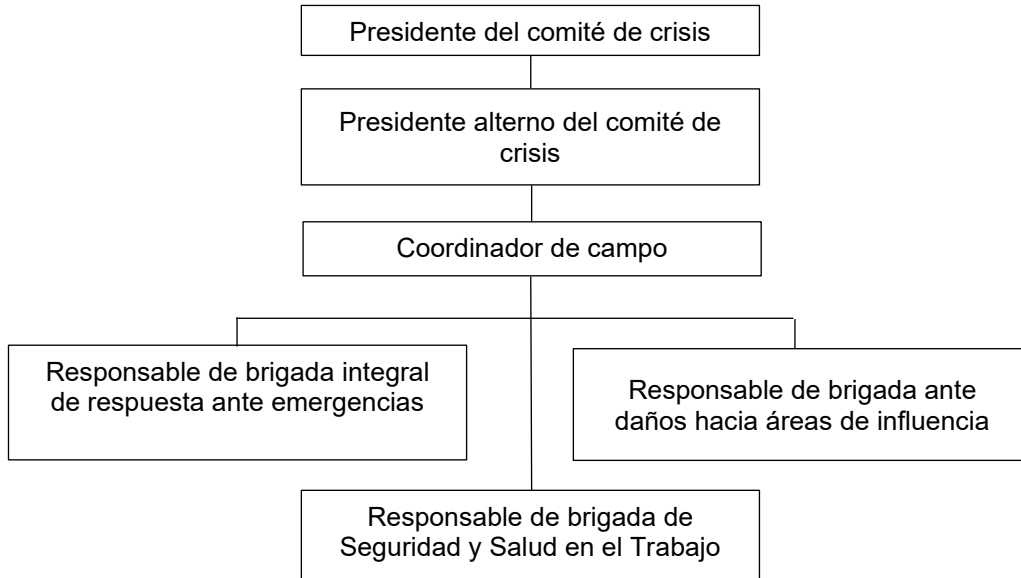 Presidente del comité de crisis
Presidente alterno del comité de
crisis
Coordinador de campo
Responsable de brigada integral
de respuesta ante emergencias
Responsable de brigada ante
daños hacia áreas de influencia
Responsable de brigada de
Seguridad y Salud en el Trabajo